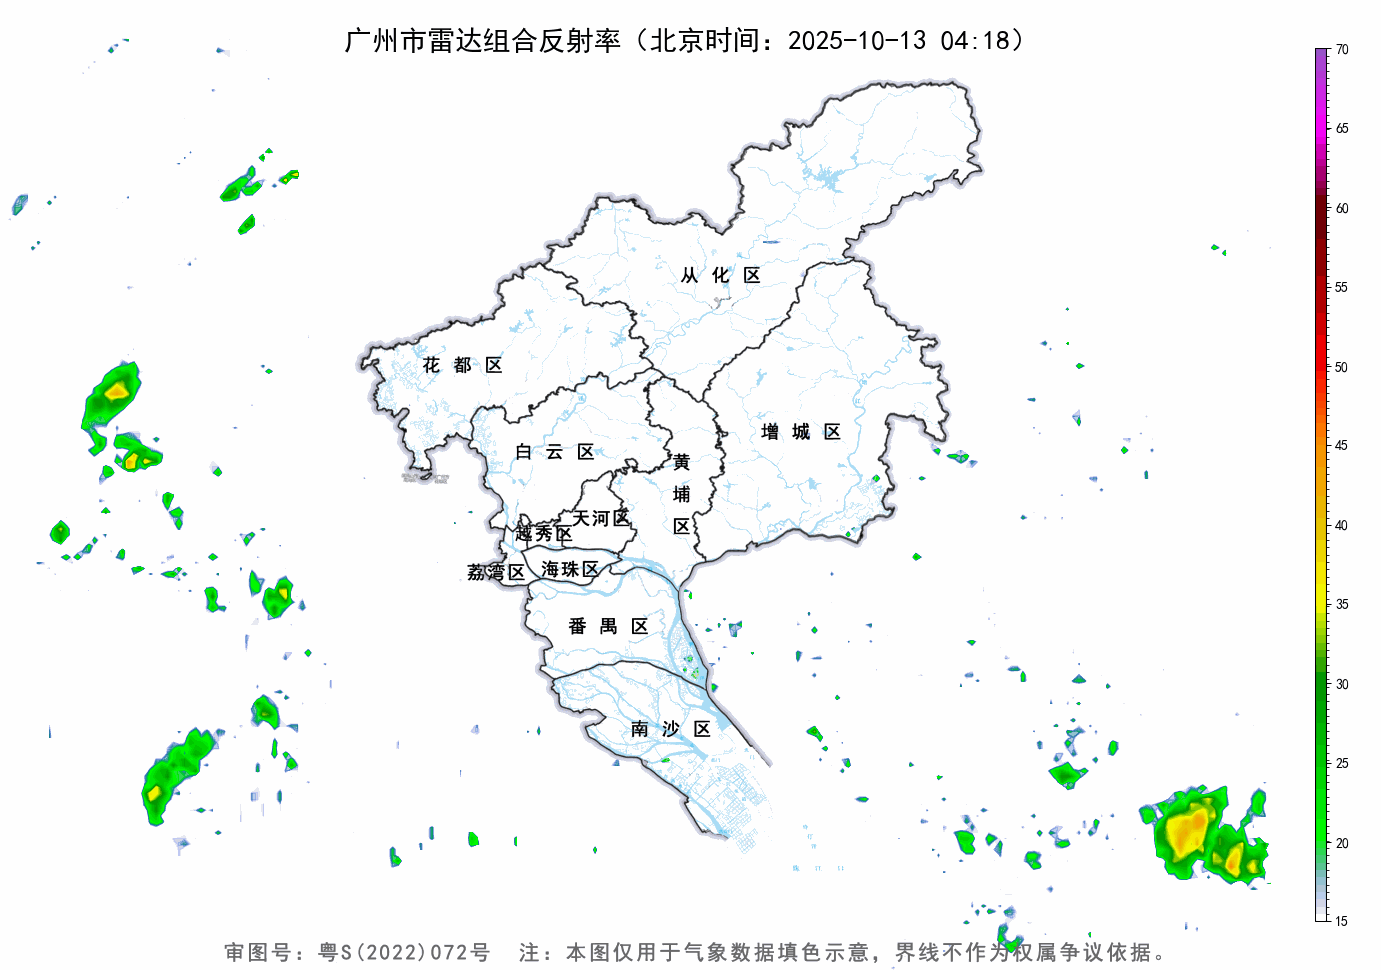 广州市雷达组合反射率（北京时间：2025-10-13 04:18）
70
65
60
55
50
45
40
35
30
25
20
15
从化区
花都区
增城区
白云区
黄埔区
天河区
越秀区
荔湾区
海珠区
番禺区
南沙区
审图号：粤S(2022)072号 注：本图仅用于气象数据填色示意，界线不作为权属争议依据。